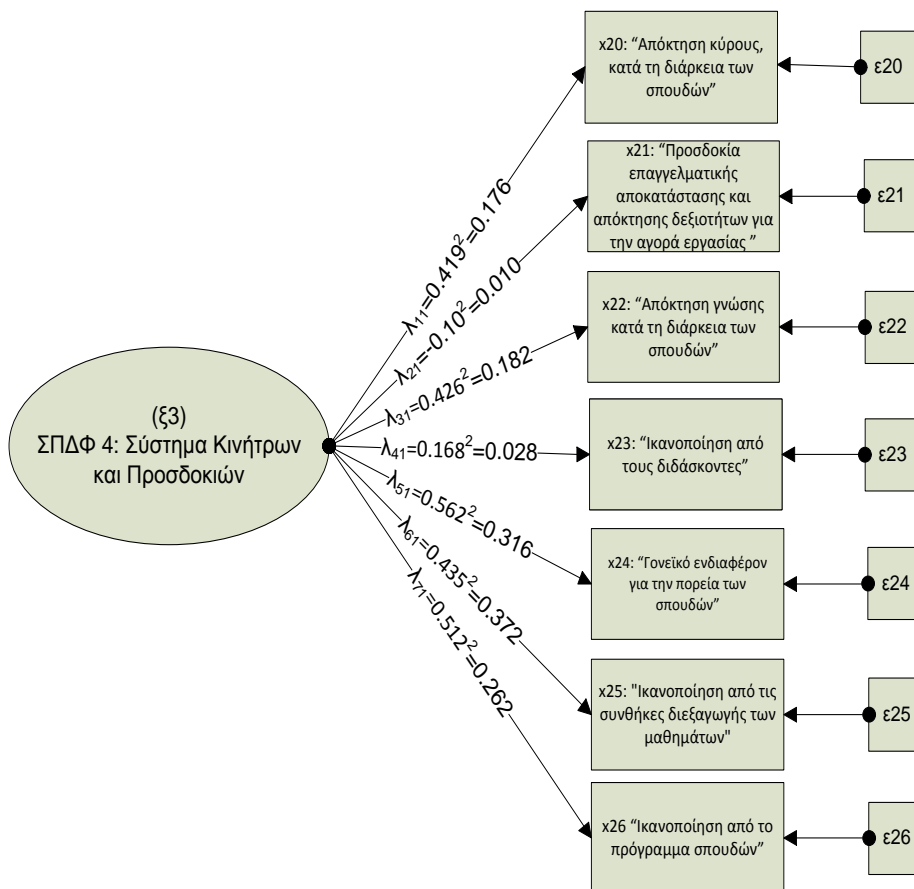 x20: “Απόκτηση κύρους,
κατά τη διάρκεια των
σπουδών”
ε20
x21: “Προσδοκία
επαγγελματικής
αποκατάστασης και
απόκτησης δεξιοτήτων για
την αγορά εργασίας ”
ε21
x22: “Απόκτηση γνώσης
κατά τη διάρκεια των
σπουδών”
ε22
(ξ3)
ΣΠΔΦ 4: Σύστημα Κινήτρων
και Προσδοκιών
λ₁₁=0.419²=0.176
λ₂₁=-0.10²=0.010
λ₃₁=0.426²=0.182
λ₄₁=0.168²=0.028
λ₅₁=0.562²=0.316
λ₆₁=0.435²=0.372
λ₇₁=0.512²=0.262
x23: “Ικανοποίηση από
τους διδάσκοντες”
ε23
x24: “Γονεϊκό ενδιαφέρον
για την πορεία των
σπουδών”
ε24
x25: "Ικανοποίηση από τις
συνθήκες διεξαγωγής των
μαθημάτων"
ε25
x26 “Ικανοποίηση από το
πρόγραμμα σπουδών”
ε26